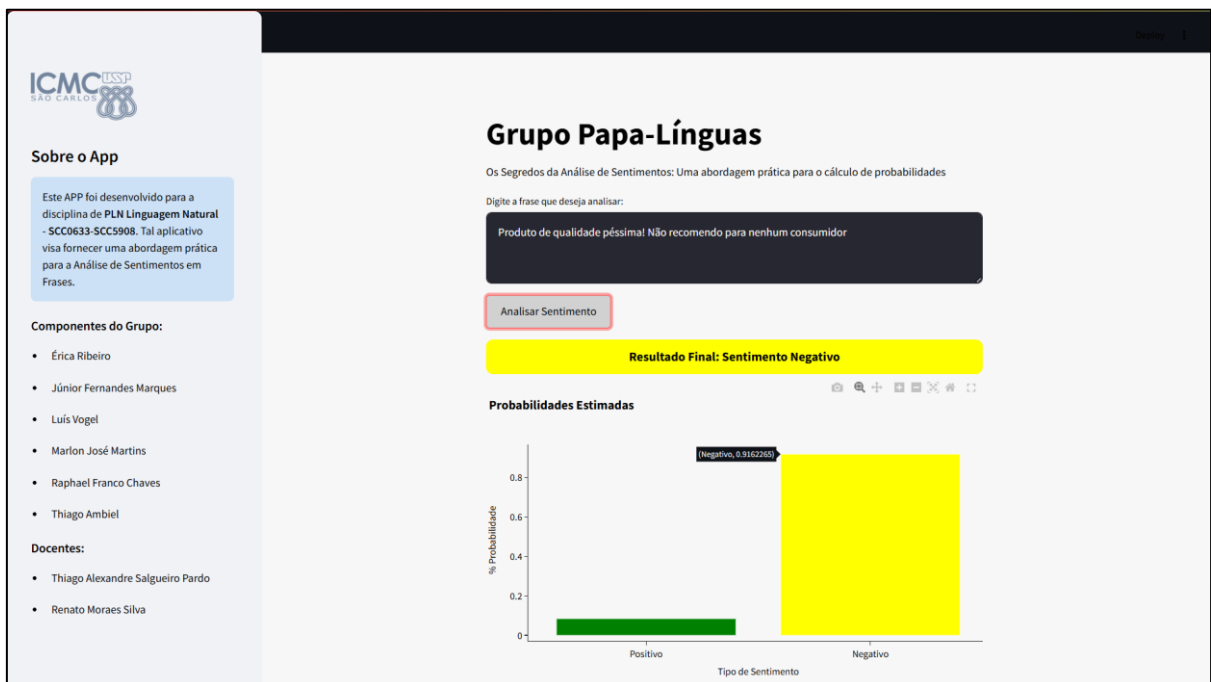 Deploy
ICMC USP
SÃO CARLOS
Sobre o App
Este APP foi desenvolvido para a
disciplina de PLN Linguagem Natural
- SCC0633-SCC5908. Tal aplicativo
visa fornecer uma abordagem prática
para a Análise de Sentimentos em
Frases.
Componentes do Grupo:
• Érica Ribeiro
• Júnior Fernandes Marques
• Luís Vogel
• Marlon José Martins
• Raphael Franco Chaves
• Thiago Ambiel
Docentes:
• Thiago Alexandre Salgueiro Pardo
• Renato Moraes Silva
Grupo Papa-Línguas
Os Segredos da Análise de Sentimentos: Uma abordagem prática para o cálculo de probabilidades
Digite a frase que deseja analisar:
Produto de qualidade péssima! Não recomendo para nenhum consumidor
Analisar Sentimento
Resultado Final: Sentimento Negativo
Probabilidades Estimadas
(Negativo, 0.9162265)
% Probabilidade
0.8
0.6
0.4
0.2
0
Positivo
Negativo
Tipo de Sentimento